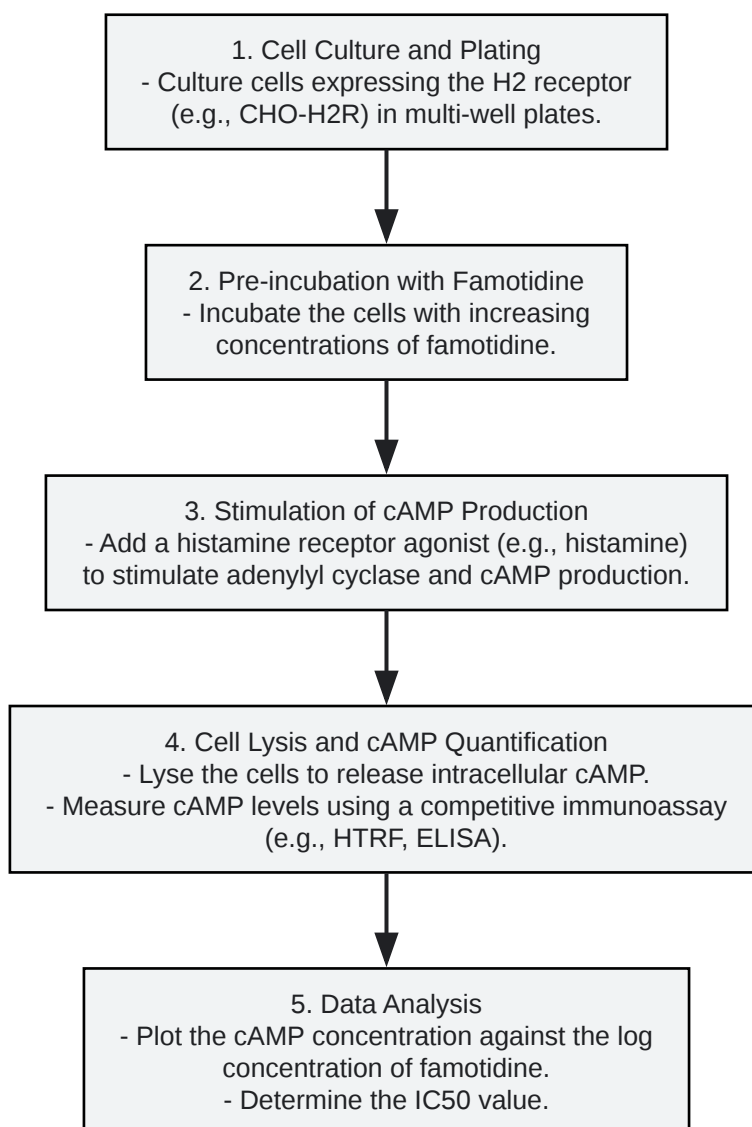 1. Cell Culture and Plating
- Culture cells expressing the H2 receptor
(e.g., CHO-H2R) in multi-well plates.
2. Pre-incubation with Famotidine
- Incubate the cells with increasing
concentrations of famotidine.
3. Stimulation of cAMP Production
- Add a histamine receptor agonist (e.g., histamine)
to stimulate adenylyl cyclase and cAMP production.
4. Cell Lysis and cAMP Quantification
- Lyse the cells to release intracellular cAMP.
- Measure cAMP levels using a competitive immunoassay
(e.g., HTRF, ELISA).
5. Data Analysis
- Plot the cAMP concentration against the log
concentration of famotidine.
- Determine the IC50 value.